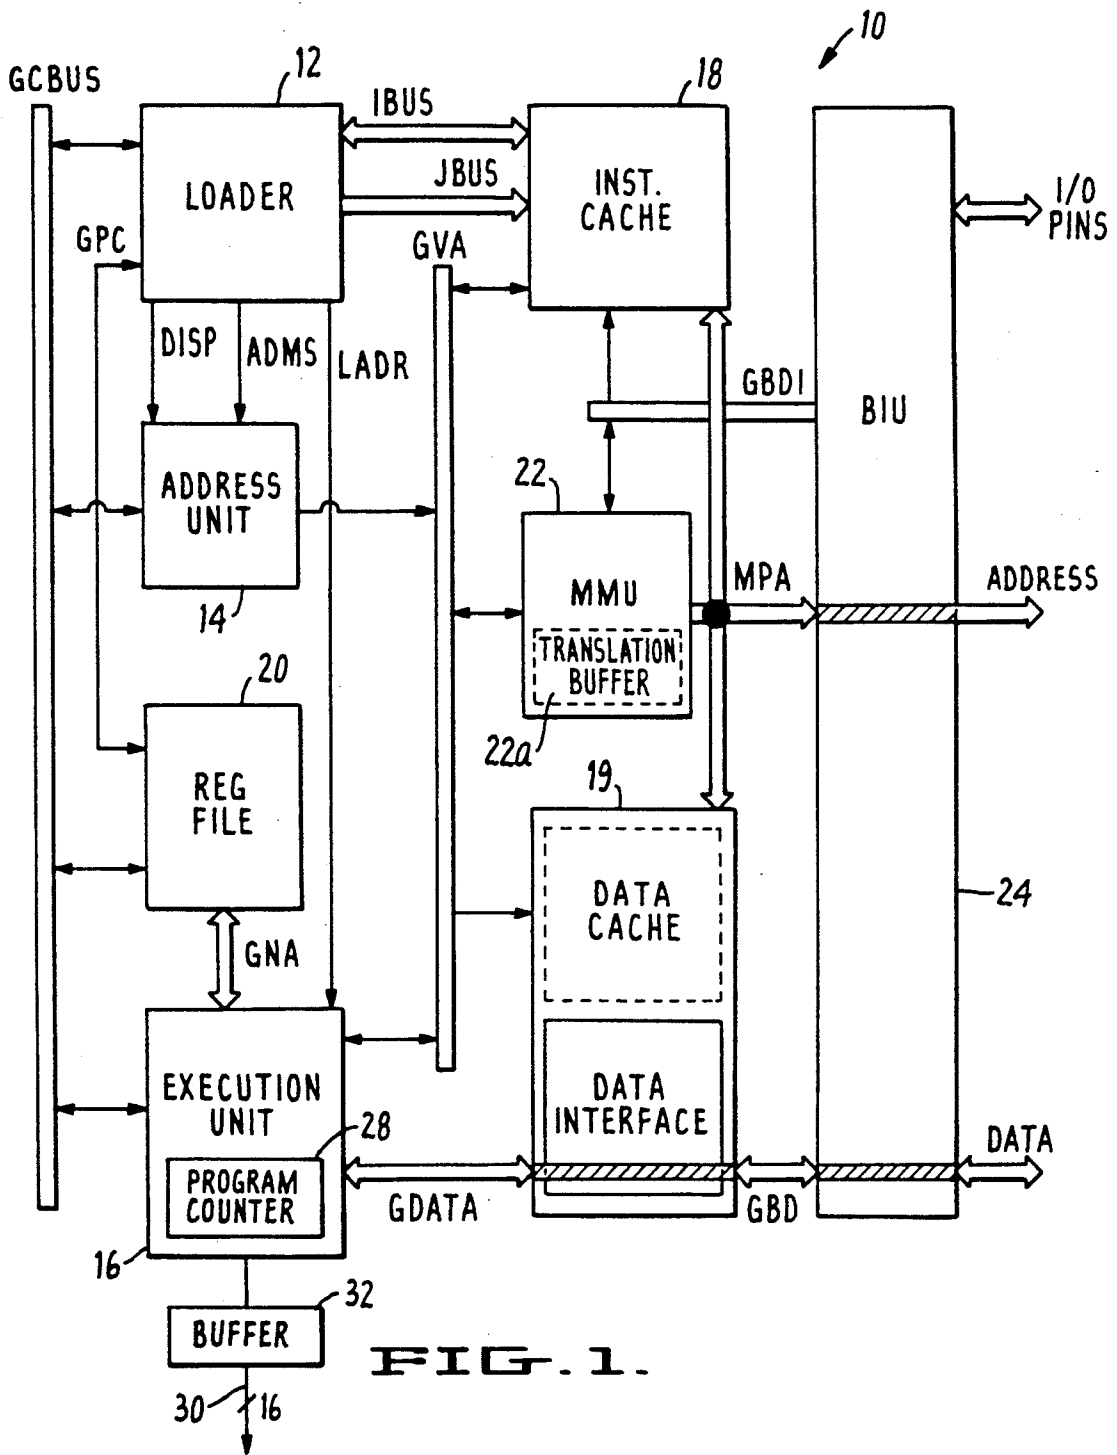 10
GCBUS
12
18
IBUS
LOADER
JBUS
INST.
CACHE
I/O
PINS
GPC
GVA
DISP
ADMS
LADR
GBDI
BIU
ADDRESS
UNIT
22
14
MMU
MPA
ADDRESS
TRANSLATION
BUFFER
20
22a
19
REG
FILE
DATA
CACHE
24
GNA
EXECUTION
UNIT
28
DATA
INTERFACE
PROGRAM
COUNTER
GDATA
GBD
DATA
16
32
BUFFER
FIG. 1.
30
16